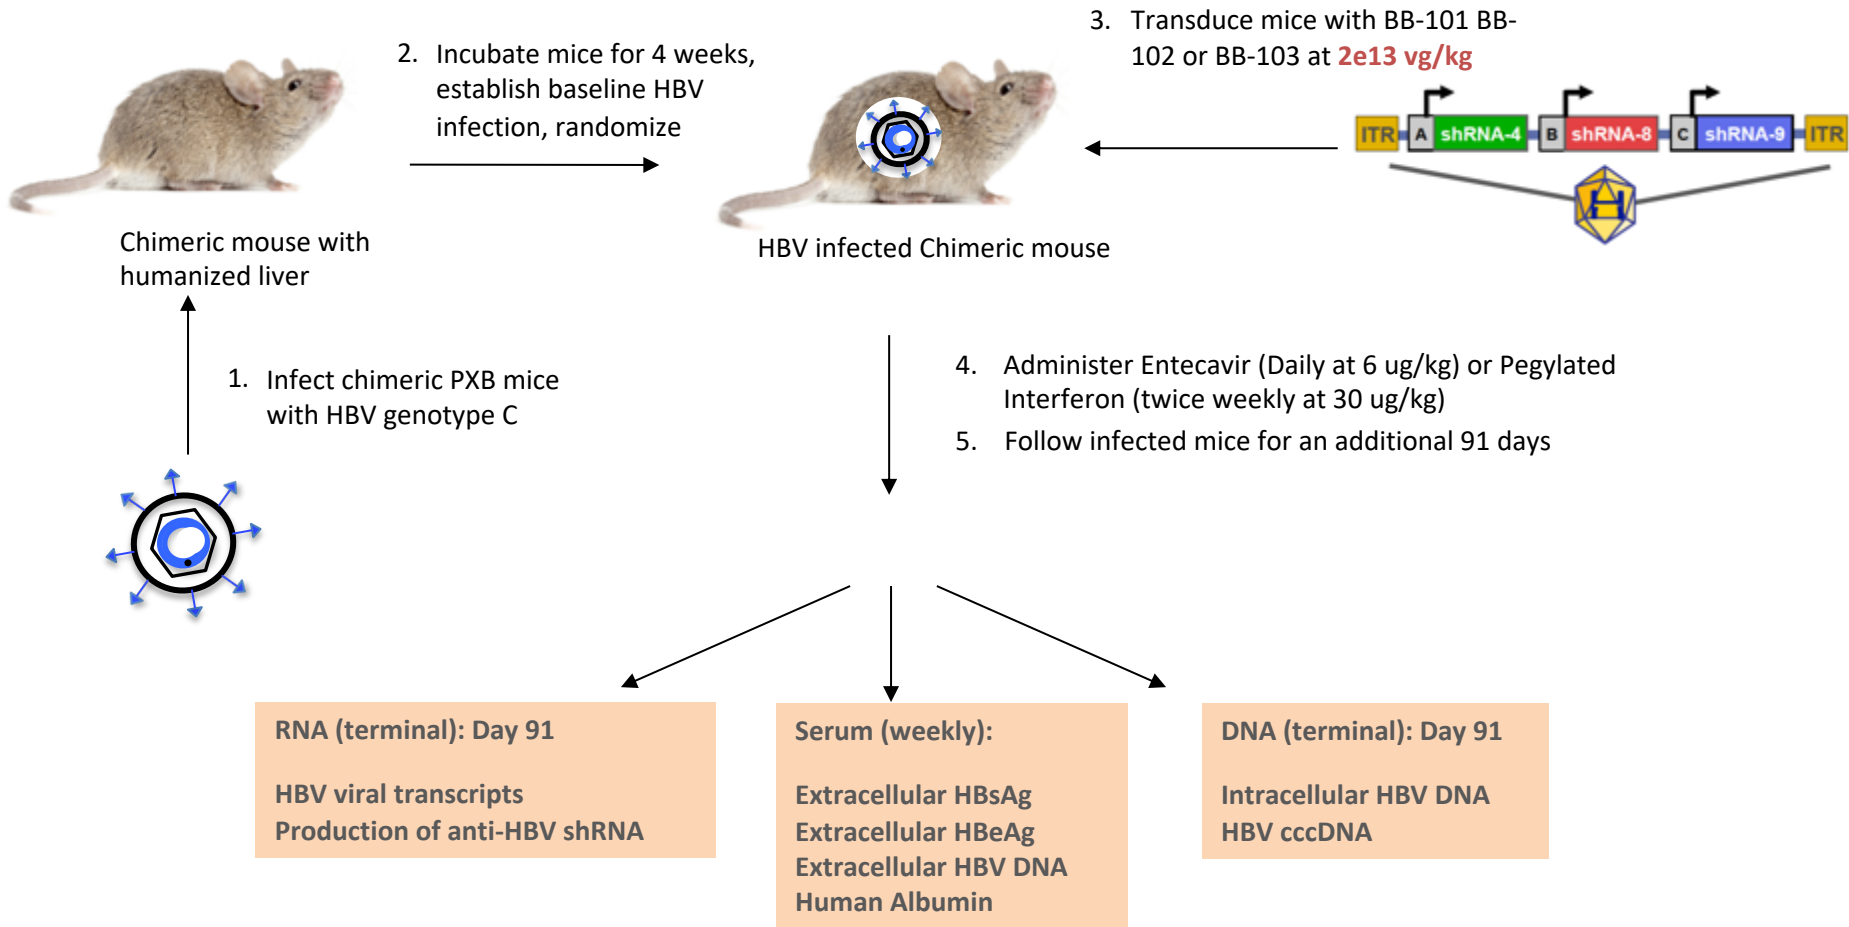 2. Incubate mice for 4 weeks,
establish baseline HBV
infection, randomize
3. Transduce mice with BB-101 BB-
102 or BB-103 at 2e13 vg/kg
ITR A shRNA-4 B shRNA-8 C shRNA-9 ITR
H
Chimeric mouse with
humanized liver
HBV infected Chimeric mouse
1. Infect chimeric PXB mice
with HBV genotype C
4. Administer Entecavir (Daily at 6 ug/kg) or Pegylated
Interferon (twice weekly at 30 ug/kg)
5. Follow infected mice for an additional 91 days
RNA (terminal): Day 91
HBV viral transcripts
Production of anti-HBV shRNA
Serum (weekly):
Extracellular HBsAg
Extracellular HBeAg
Extracellular HBV DNA
Human Albumin
DNA (terminal): Day 91
Intracellular HBV DNA
HBV cccDNA